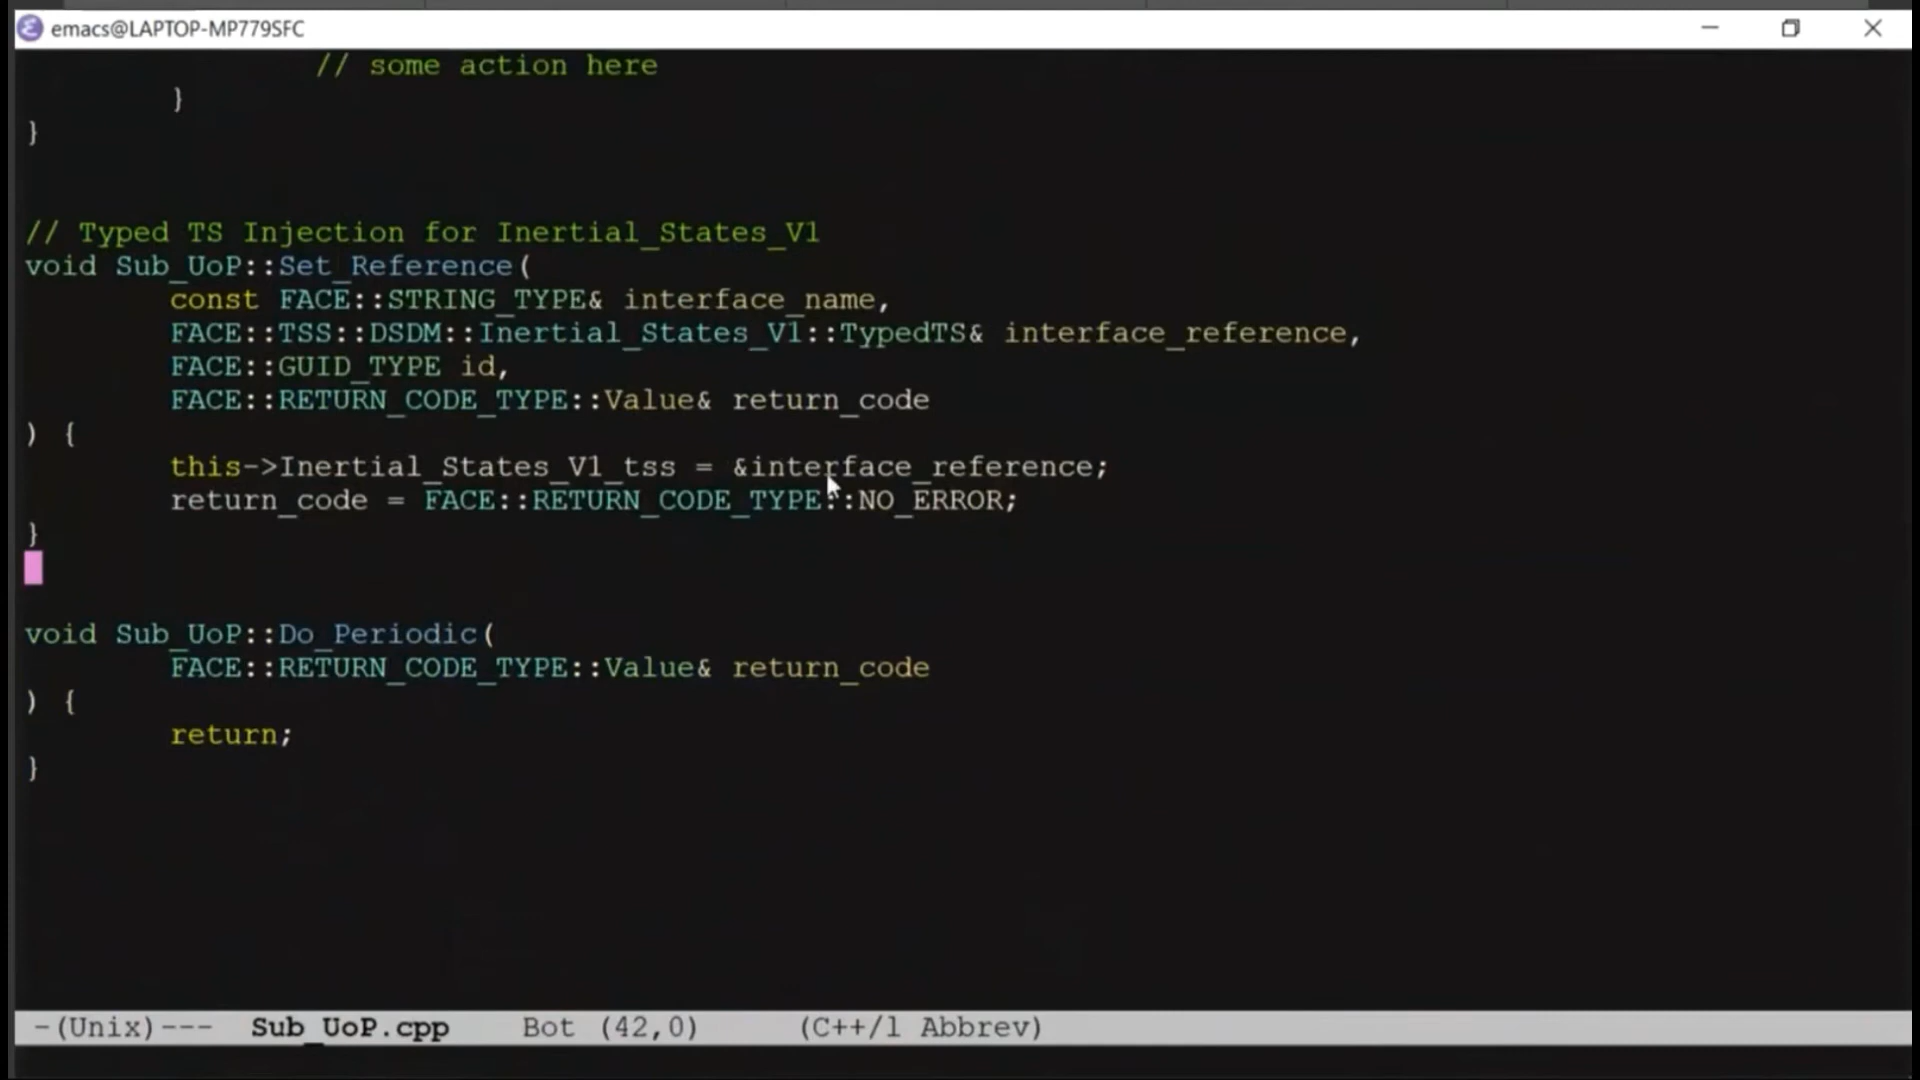 emacs@LAPTOP-MP779SFC
// some action here
}
}
// Typed TS Injection for Inertial_States_V1
void Sub_UoP::Set_Reference(
const FACE::STRING_TYPE& interface_name,
FACE::TSS::DSDM::Inertial_States_V1::TypedTS& interface_reference,
FACE::GUID_TYPE id,
FACE::RETURN_CODE_TYPE::Value& return_code
) {
this->Inertial_States_V1_tss = &interface_reference;
return_code = FACE::RETURN_CODE_TYPE::NO_ERROR;
}
void Sub_UoP::Do_Periodic(
FACE::RETURN_CODE_TYPE::Value& return_code
) {
return;
}
-(Unix)--- Sub_UoP.cpp Bot (42,0) (C++/l Abbrev)